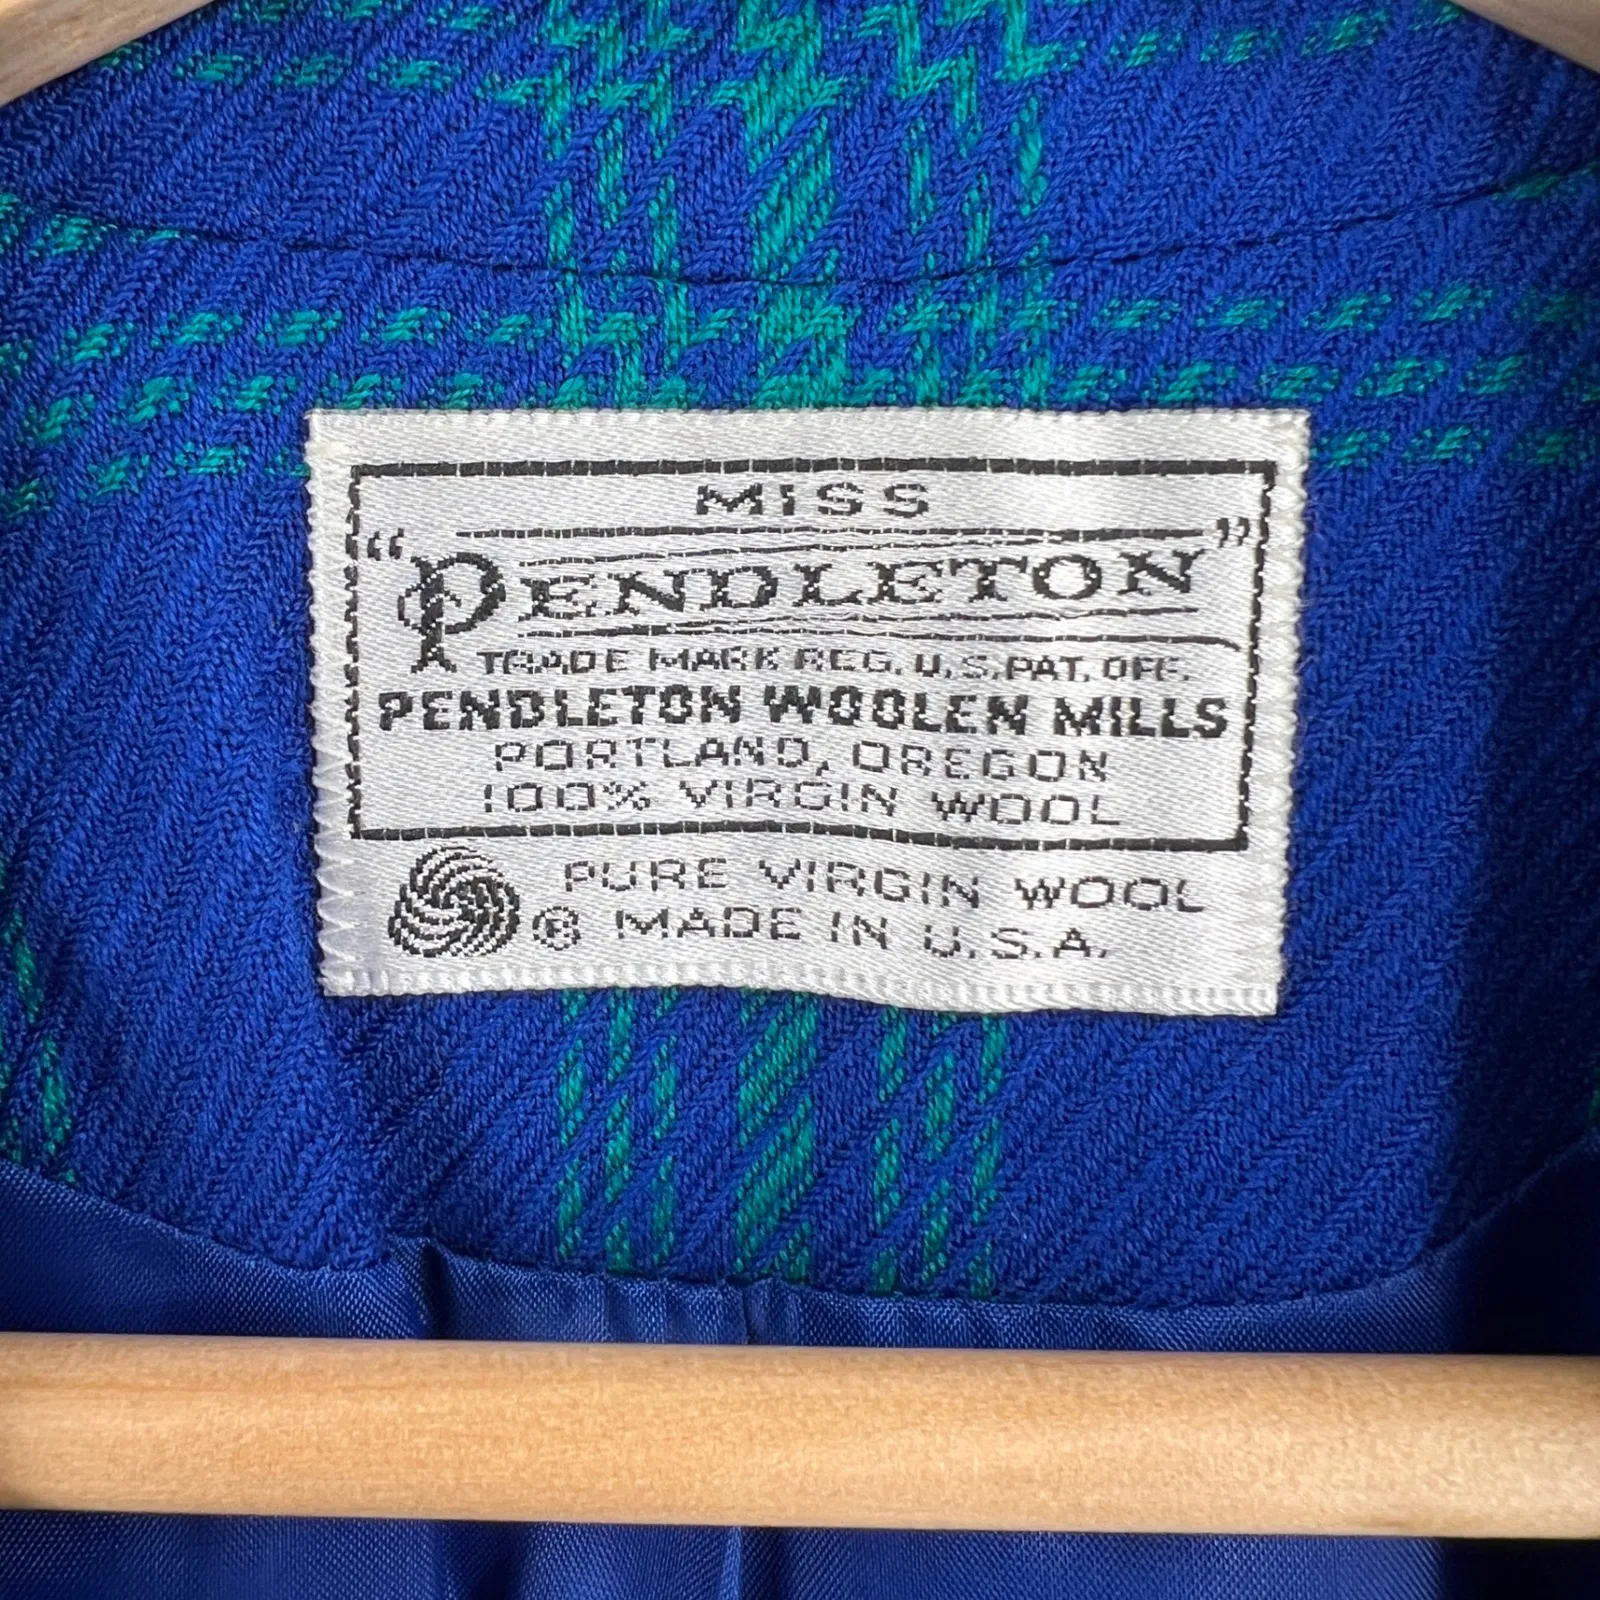 MISS
"PENDLETON"
TRADE MARK REG. U.S. PAT. OFF.
PENDLETON WOOLEN MILLS
PORTLAND, OREGON
100% VIRGIN WOOL
PURE VIRGIN WOOL
® MADE IN U.S.A.